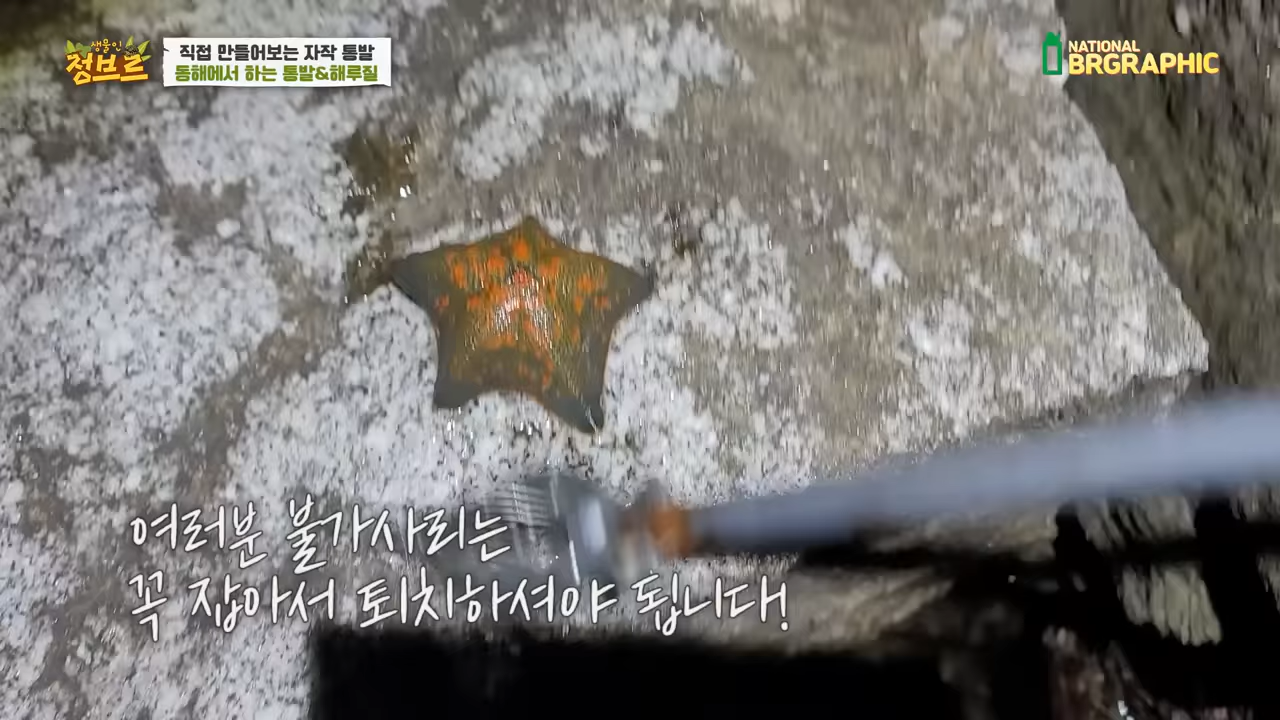 생물인
정브르
직접 만들어보는 자작 통발
동해에서 하는 통발&해루질
NATIONAL
BRGRAPHIC
여러분 불가사리는
꼭 잡아서 퇴치하셔야 됩니다!